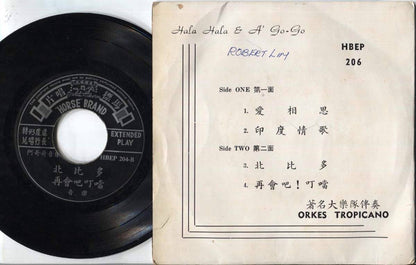 HORSE BRAND
EXTENDED
PLAY
HBEP 204-B
北比多
再會吧叮噹
Hala Hala & A' Go-Go
ROBERT LIM
HBEP
206
Side ONE 第一面
1. 愛相思
2. 印度情歌
Side TWO 第二面
3. 北比多
4. 再會吧！叮噹
著名大樂隊伴奏
ORKES TROPICANO